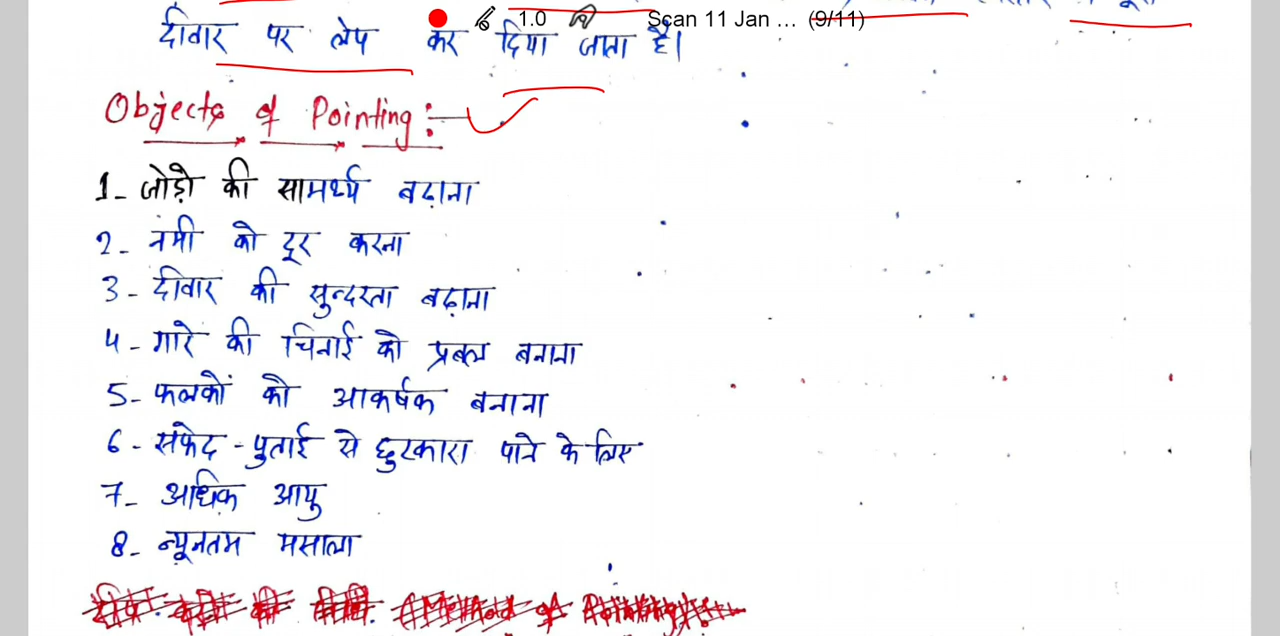 1.0 Scan 11 Jan ... (9/11)
दीवार पर लेप कर दिया जाता है।
Objects of Pointing:-
1- जोड़ो की सामर्थ्य बढ़ाना
2- नमी को दूर करना
3- दीवार की सुन्दरता बढ़ाना
4- गारे की चिनाई को प्रबल बनाना
5- फलकों को आकर्षक बनाना
6- सफेद-पुताई से छुटकारा पाने के लिए
7- अधिक आयु
8- न्यूनतम मसाला